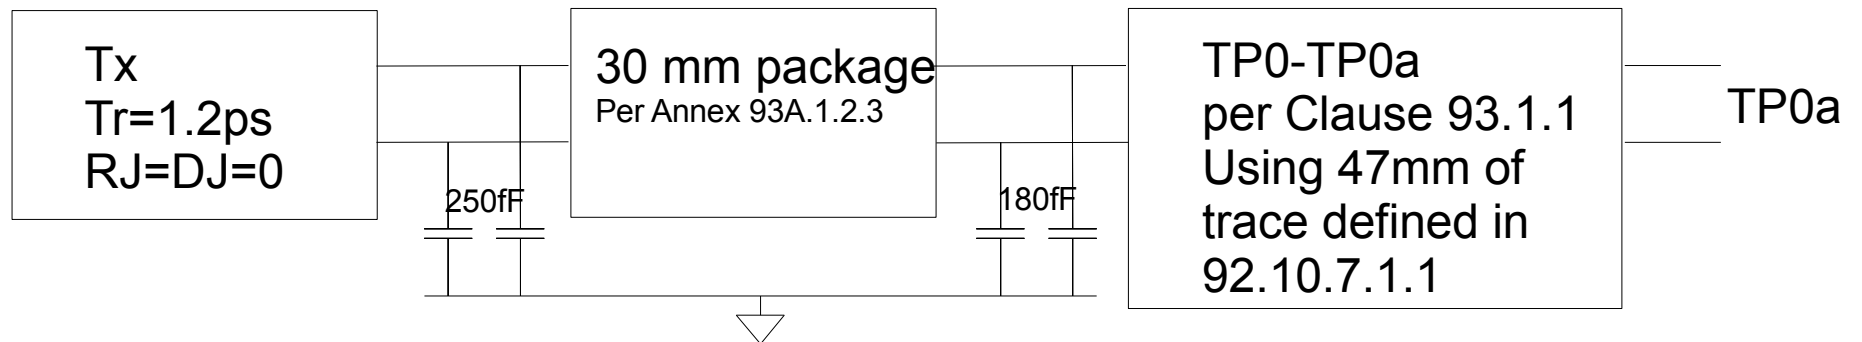 Tx
Tr=1.2ps
RJ=DJ=0
250fF
30 mm package
Per Annex 93A.1.2.3
180fF
TP0-TP0a
per Clause 93.1.1
Using 47mm of
trace defined in
92.10.7.1.1
TP0a